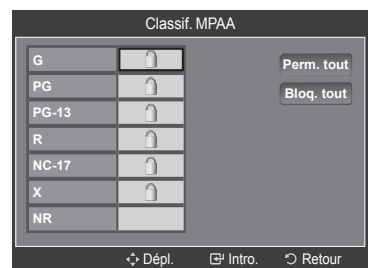 Classif. MPAA
G
Perm. tout
PG
Bloq. tout
PG-13
R
NC-17
X
NR
Dépl. Intro. Retour